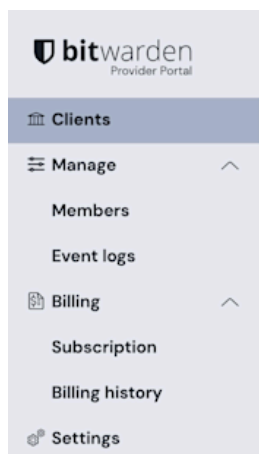 bitwarden
Provider Portal
Clients
Manage
Members
Event logs
Billing
Subscription
Billing history
Settings